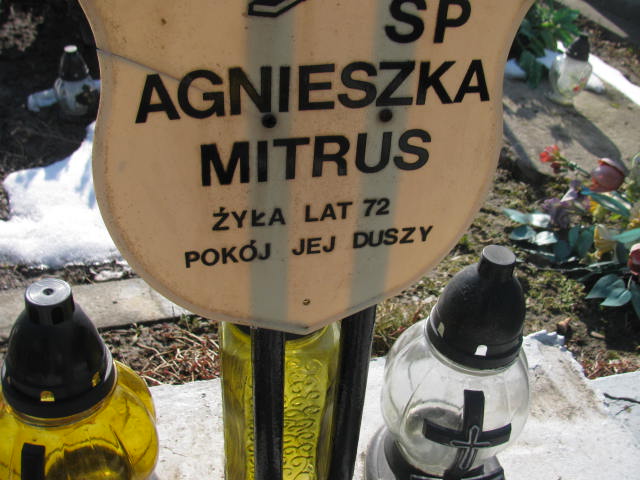 SP
AGNIESZKA
MITRUS
ŻYŁA LAT 72
POKÓJ JEJ DUSZY